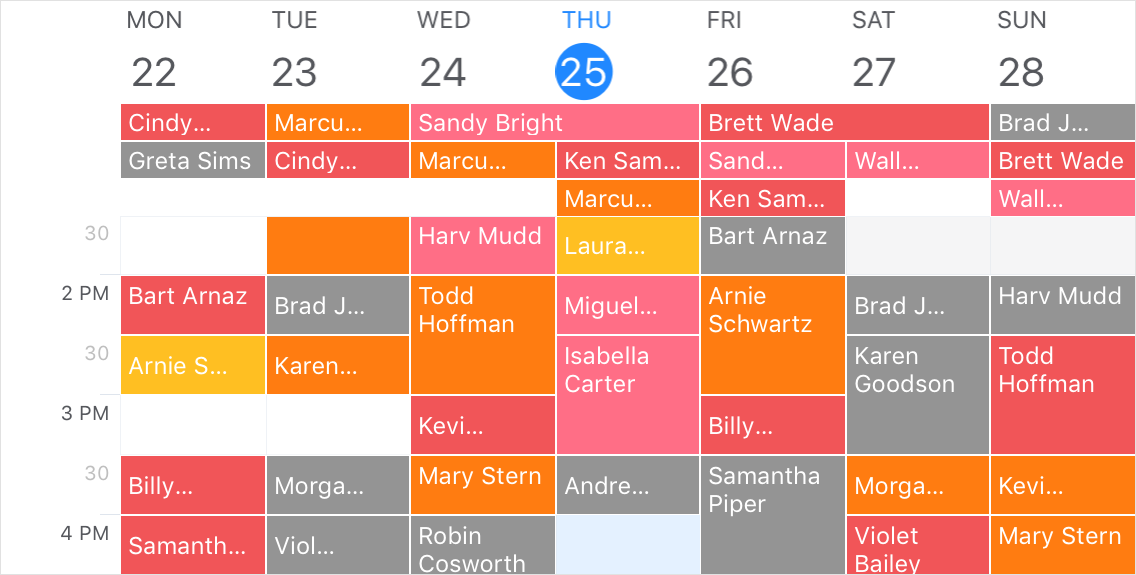 MON TUE WED THU FRI SAT SUN
22 23 24 25 26 27 28
Cindy... Marcu... Sandy Bright Brett Wade Brad J...
Greta Sims Cindy... Marcu... Ken Sam... Sand... Wall... Brett Wade
Marcu... Ken Sam... Wall...
30 Harv Mudd Laura... Bart Arnaz
2 PM Bart Arnaz Brad J... Todd Miguel... Arnie Brad J... Harv Mudd
Hoffman Schwartz
30 Arnie S... Karen... Isabella Karen Todd
Carter Goodson Hoffman
3 PM Kevi... Billy...
30 Billy... Morga... Mary Stern Andre... Samantha Morga... Kevi...
Piper
4 PM Samanth... Viol... Robin Violet Mary Stern
Cosworth Bailey